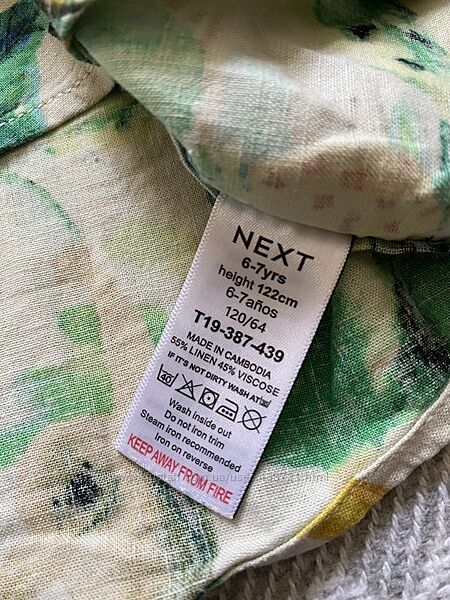 NEXT
6-7yrs
height 122cm
6-7años
120/64
T19-387-439
MADE IN CAMBODIA
55% LINEN 45% VISCOSE
IF IT'S NOT DIRTY WASH AT
40
Wash inside out
Do not iron trim
Steam iron recommended
Iron on reverse
KEEP AWAY FROM FIRE